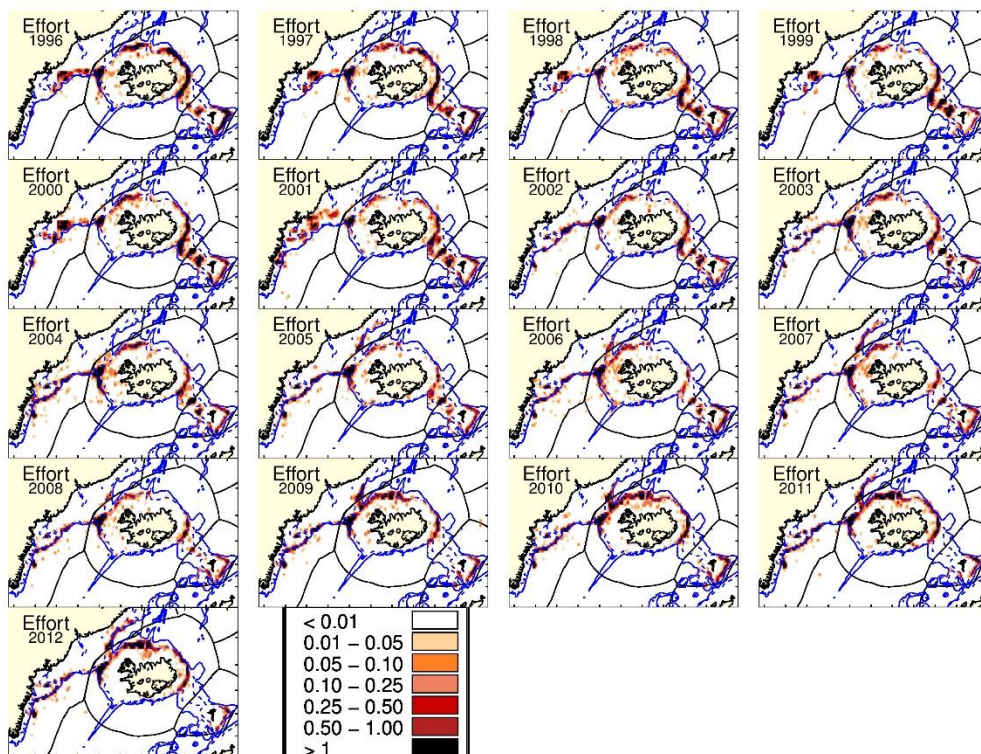 Effort
1996
Effort
1997
Effort
1998
Effort
1999
Effort
2000
Effort
2001
Effort
2002
Effort
2003
Effort
2004
Effort
2005
Effort
2006
Effort
2007
Effort
2008
Effort
2009
Effort
2010
Effort
2011
Effort
2012
< 0.01
0.01 – 0.05
0.05 – 0.10
0.10 – 0.25
0.25 – 0.50
0.50 – 1.00
> 1